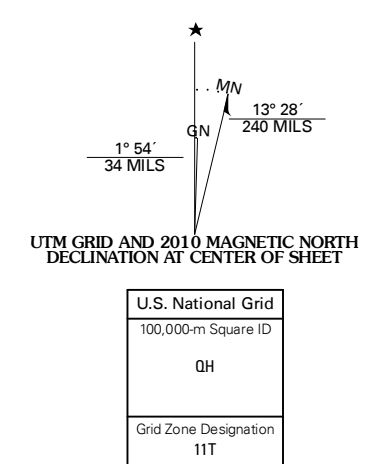 ★
MN
13° 28´
240 MILS
GN
1° 54´
34 MILS
UTM GRID AND 2010 MAGNETIC NORTH
DECLINATION AT CENTER OF SHEET
U.S. National Grid
100,000-m Square ID
QH
Grid Zone Designation
11T